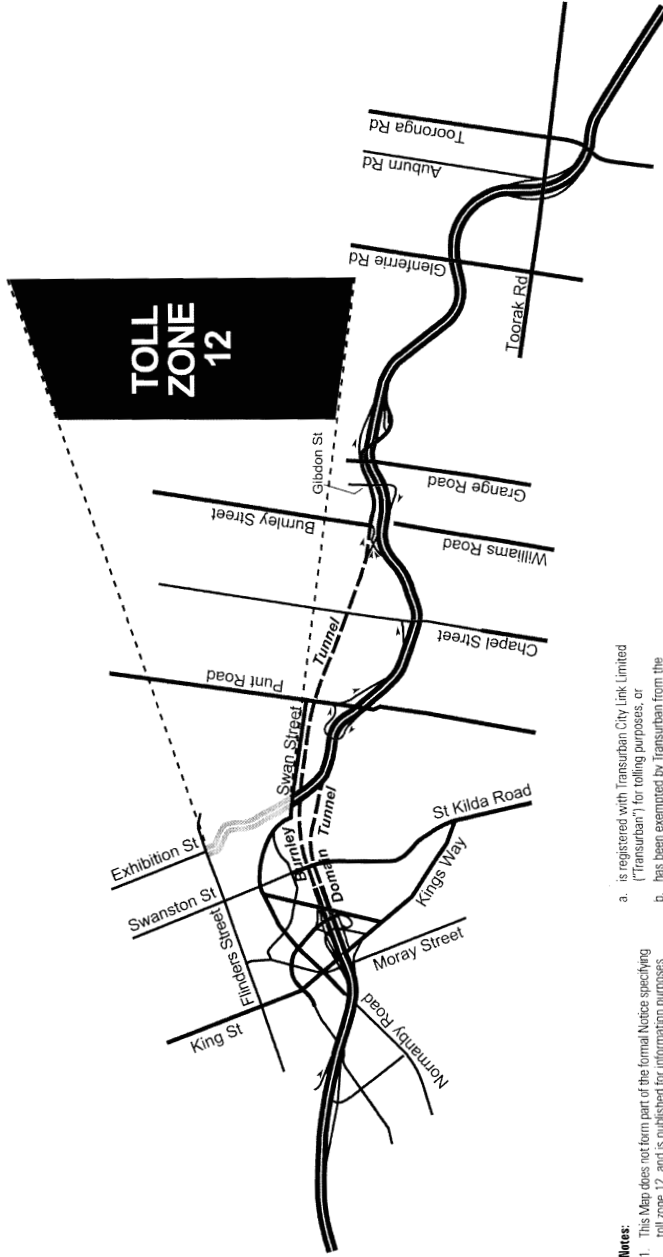 TOLL
ZONE
12
Tooronga Rd
Auburn Rd
Glenferrie Rd
Toorak Rd
Gibdon St
Grange Road
Burnley Street
Williams Road
Chapel Street
Punt Road
Tunnel
Swan Street
Burnley
Tunnel
Domain
Exhibition St
Swanston St
Flinders Street
King St
St Kilda Road
Kings Way
Moray Street
Normanby Road
Notes:
1. This Map does not form part of the formal Notice specifying
toll zone 12, and is published for information purposes
a. is registered with Transurban City Link Limited
("Transurban") for tolling purposes, or
b. has been exempted by Transurban from the